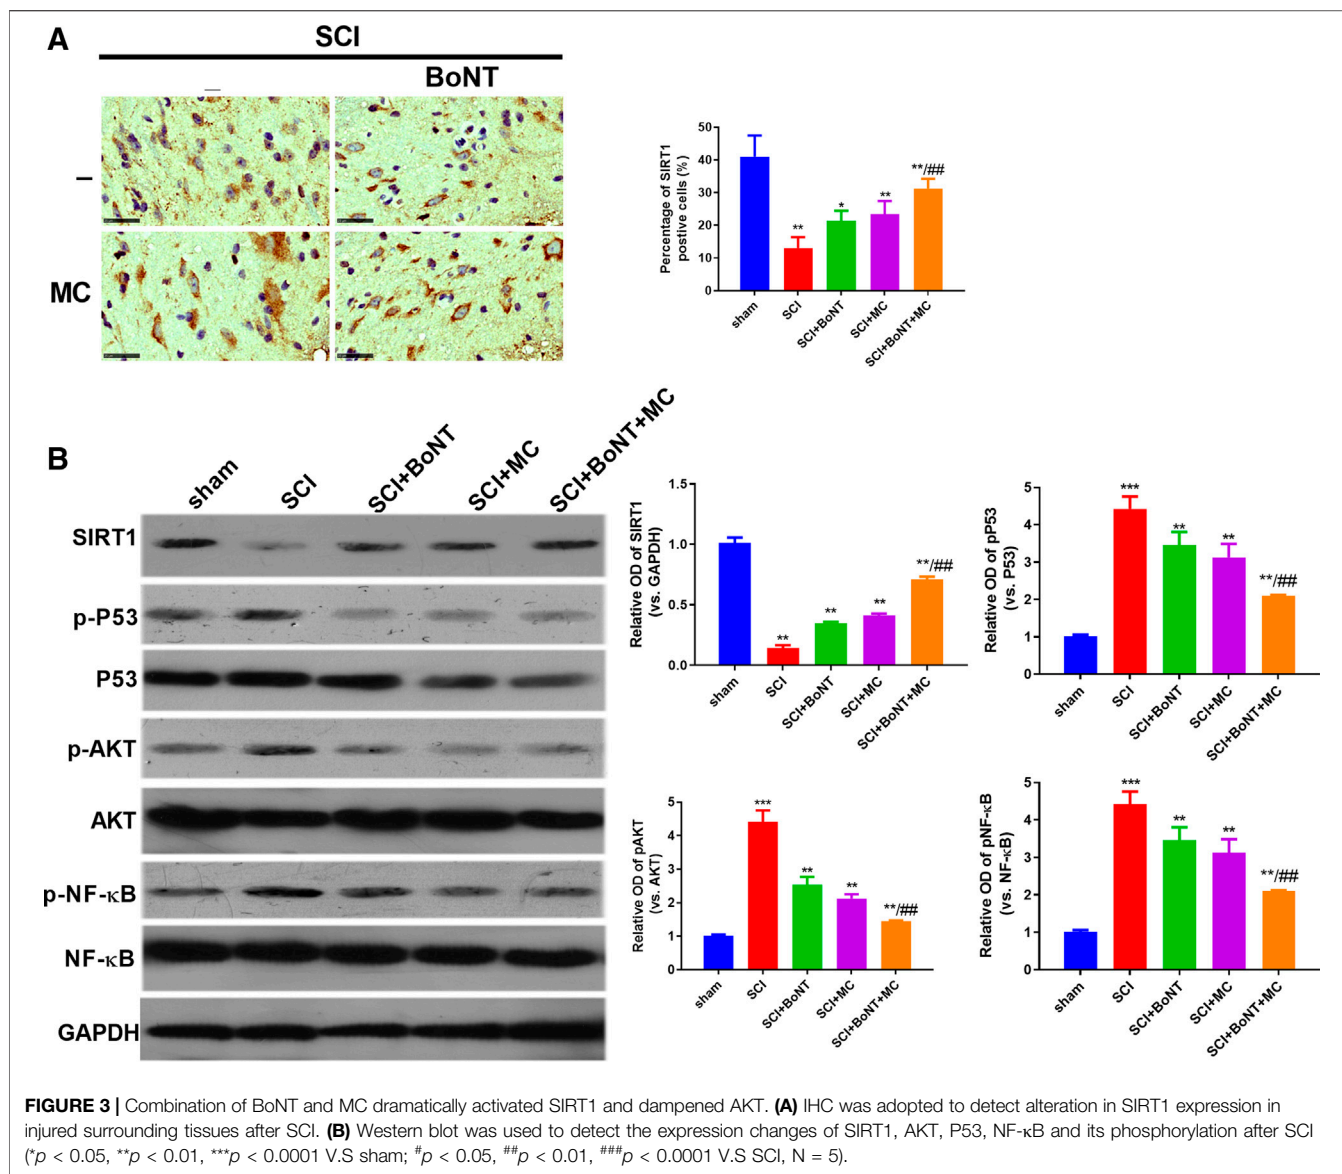 A
SCI
–
BoNT
–
MC
Percentage of SIRT1
postive cells (%)
50
40
30
20
10
0
**
*
**
**/##
sham
SCI
SCI+BoNT
SCI+MC
SCI+BoNT+MC
B
sham
SCI
SCI+BoNT
SCI+MC
SCI+BoNT+MC
SIRT1
p-P53
P53
p-AKT
AKT
p-NF-κB
NF-κB
GAPDH
Relative OD of SIRT1
(vs. GAPDH)
1.5
1.0
0.5
0.0
**
**
**
**/##
sham
SCI
SCI+BoNT
SCI+MC
SCI+BoNT+MC
Relative OD of pP53
(vs. P53)
5
4
3
2
1
0
***
**
**
**/##
sham
SCI
SCI+BoNT
SCI+MC
SCI+BoNT+MC
Relative OD of pAKT
(vs. AKT)
5
4
3
2
1
0
***
**
**
**/##
sham
SCI
SCI+BoNT
SCI+MC
SCI+BoNT+MC
Relative OD of pNF-κB
(vs. NF-κB)
5
4
3
2
1
0
***
**
**
**/##
sham
SCI
SCI+BoNT
SCI+MC
SCI+BoNT+MC
FIGURE 3 | Combination of BoNT and MC dramatically activated SIRT1 and dampened AKT. (A) IHC was adopted to detect alteration in SIRT1 expression in
injured surrounding tissues after SCI. (B) Western blot was used to detect the expression changes of SIRT1, AKT, P53, NF-κB and its phosphorylation after SCI
(*p < 0.05, **p < 0.01, ***p < 0.0001 V.S sham; #p < 0.05, ##p < 0.01, ###p < 0.0001 V.S SCI, N = 5).